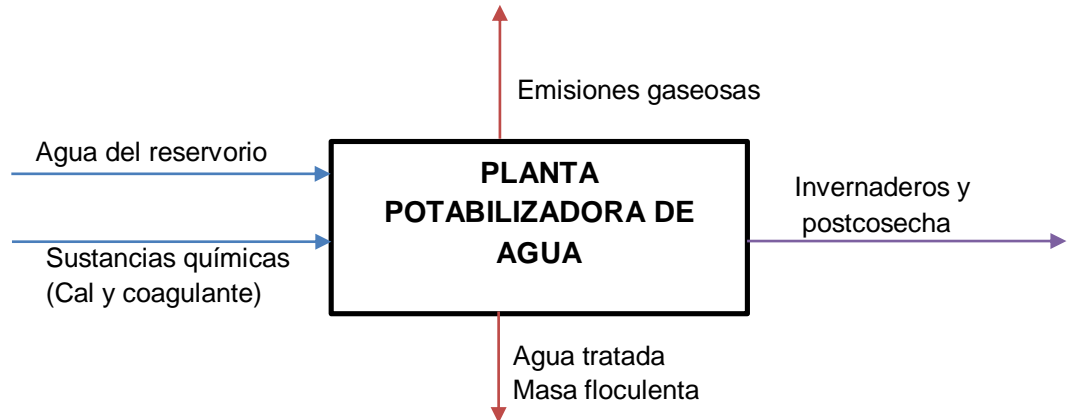 Emisiones gaseosas
Agua del reservorio
Sustancias químicas
(Cal y coagulante)
PLANTA
POTABILIZADORA DE
AGUA
Invernaderos y
postcosecha
Agua tratada
Masa floculenta